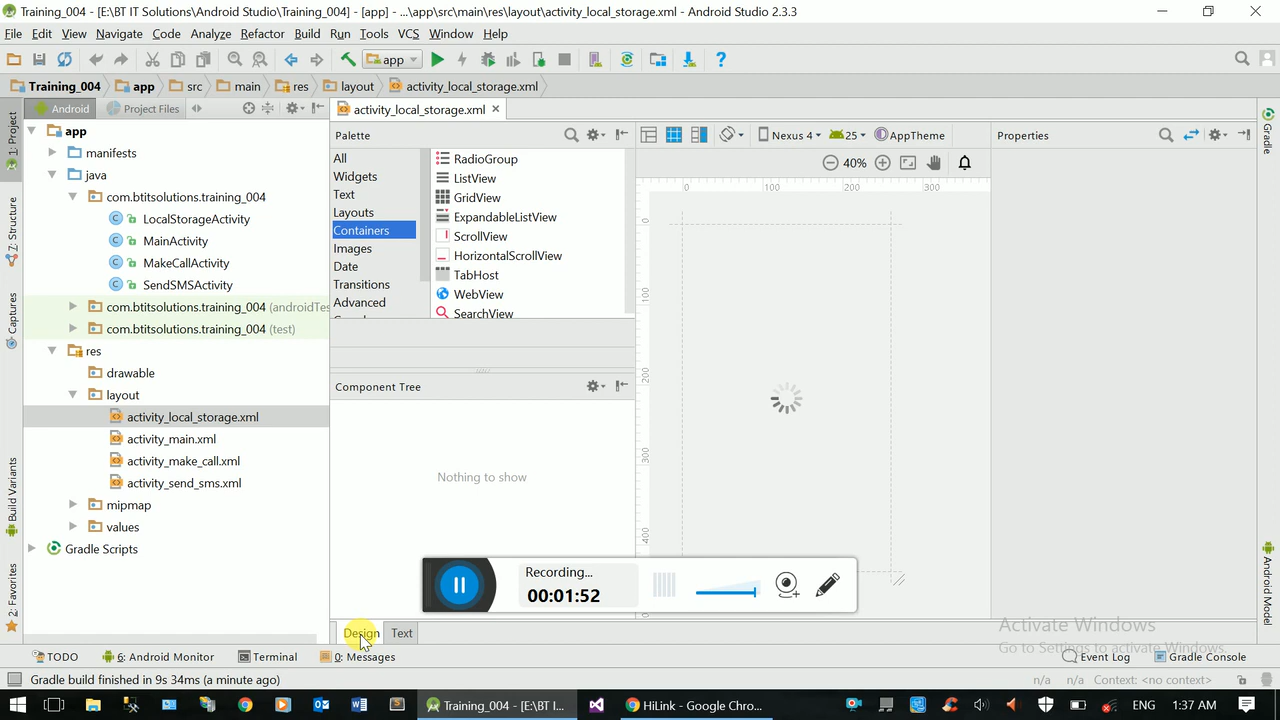 Training_004 - [E:\BT IT Solutions\Android Studio\Training_004] - [app] - ...\app\src\main\res\layout\activity_local_storage.xml - Android Studio 2.3.3
File Edit View Navigate Code Analyze Refactor Build Run Tools VCS Window Help
app
Training_004 app src main res layout activity_local_storage.xml
Android Project Files activity_local_storage.xml
1: Project
7: Structure
Captures
Build Variants
2: Favorites
app
manifests
java
com.btitsolutions.training_004
LocalStorageActivity
MainActivity
MakeCallActivity
SendSMSActivity
com.btitsolutions.training_004 (androidTes
com.btitsolutions.training_004 (test)
res
drawable
layout
activity_local_storage.xml
activity_main.xml
activity_make_call.xml
activity_send_sms.xml
mipmap
values
Gradle Scripts
Palette
All
Widgets
Text
Layouts
Containers
Images
Date
Transitions
Advanced
RadioGroup
ListView
GridView
ExpandableListView
ScrollView
HorizontalScrollView
TabHost
WebView
SearchView
Component Tree
Nothing to show
Nexus 4 25 AppTheme
40%
0 100 200 300
0
100
200
300
400
Properties
Gradle
Android Model
Recording...
00:01:52
Design Text
Activate Windows
Go to Settings to activate Windows.
TODO 6: Android Monitor Terminal 0: Messages Event Log Gradle Console
Gradle build finished in 9s 34ms (a minute ago) n/a n/a Context: <no context>
Training_004 - [E:\BT I... HiLink - Google Chro... ENG 1:37 AM